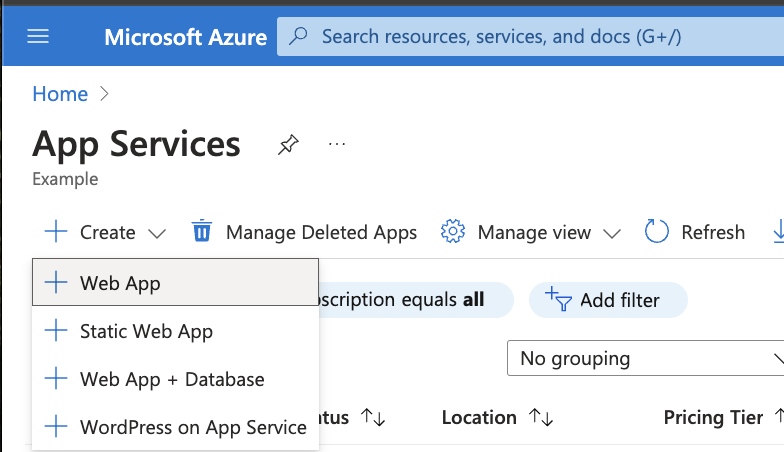 Microsoft Azure
Search resources, services, and docs (G+/)
Home
App Services
Example
Create Manage Deleted Apps Manage view Refresh
Web App
equals all Add filter
Static Web App
No grouping
Web App + Database
WordPress on App Service
Location Pricing Tier